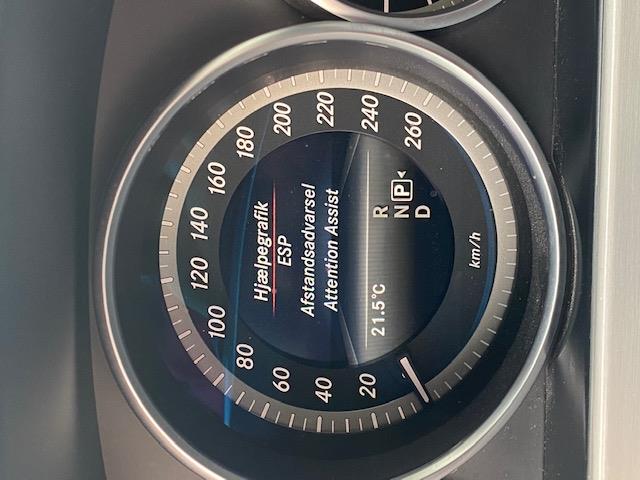 20
40
60
80
100
120
140
160
180
200
220
240
260
Hjælpegrafik
ESP
Afstandsadvarsel
Attention Assist
21.5°C
R
N P
D
km/h